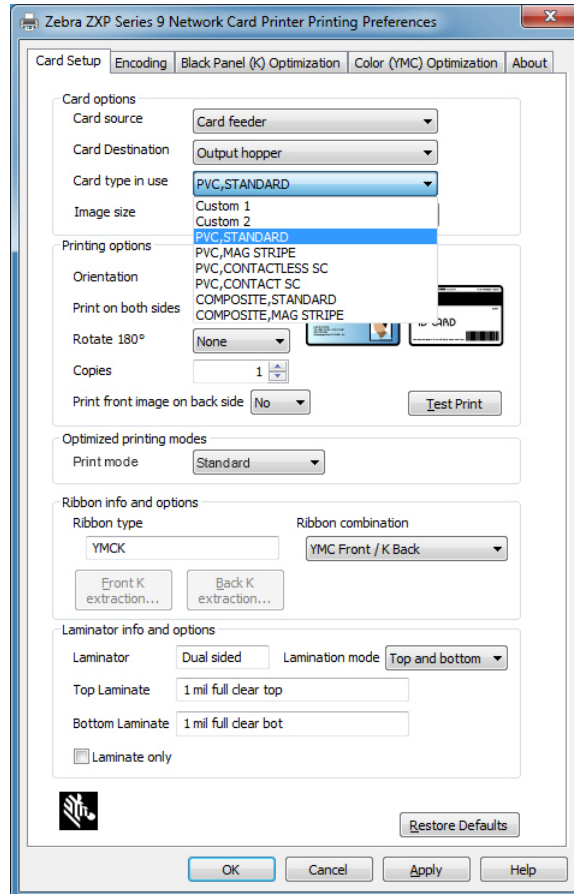 Zebra ZXP Series 9 Network Card Printer Printing Preferences
Card Setup Encoding Black Panel (K) Optimization Color (YMC) Optimization About
Card options
Card source Card feeder
Card Destination Output hopper
Card type in use PVC,STANDARD
Image size
Custom 1
Custom 2
PVC,STANDARD
PVC,MAG STRIPE
PVC,CONTACTLESS SC
PVC,CONTACT SC
COMPOSITE,STANDARD
COMPOSITE,MAG STRIPE
Printing options
Orientation
Print on both sides
Rotate 180° None
Copies 1
Print front image on back side No
Test Print
Optimized printing modes
Print mode Standard
Ribbon info and options
Ribbon type Ribbon combination
YMCK YMC Front / K Back
Front K extraction... Back K extraction...
Laminator info and options
Laminator Dual sided Lamination mode Top and bottom
Top Laminate 1 mil full clear top
Bottom Laminate 1 mil full clear bot
Laminate only
Restore Defaults
OK Cancel Apply Help